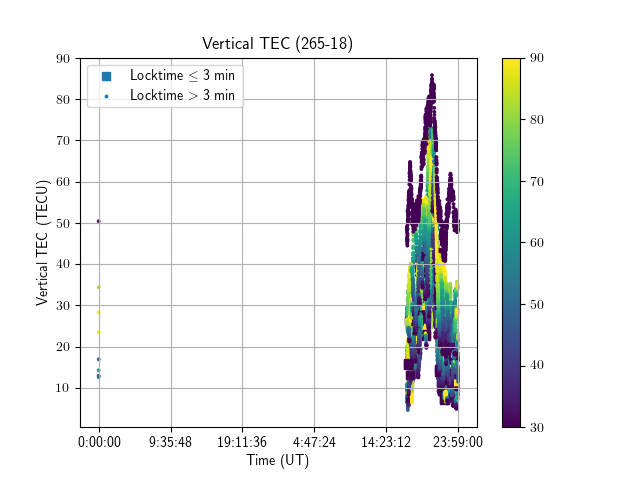 Vertical TEC (265-18)
Locktime ≤ 3 min
Locktime > 3 min
90
80
70
60
50
40
30
20
10
Vertical TEC (TECU)
0:00:00 9:35:48 19:11:36 4:47:24 14:23:12 23:59:00
Time (UT)
90
80
70
60
50
40
30